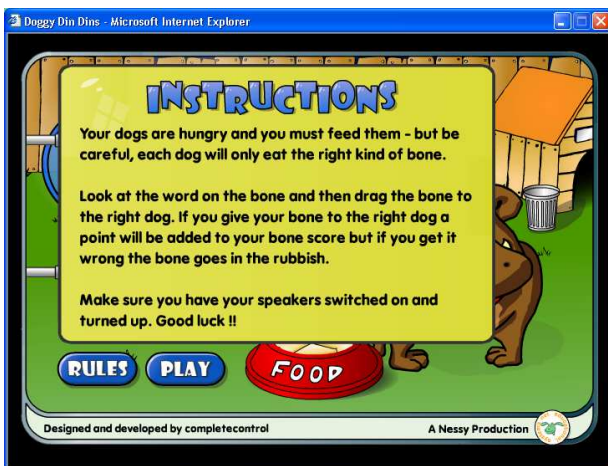 Doggy Din Dins - Microsoft Internet Explorer
INSTRUCTIONS
Your dogs are hungry and you must feed them - but be
careful, each dog will only eat the right kind of bone.
Look at the word on the bone and then drag the bone to
the right dog. If you give your bone to the right dog a
point will be added to your bone score but if you get it
wrong the bone goes in the rubbish.
Make sure you have your speakers switched on and
turned up. Good luck !!
RULES PLAY FOOD
Designed and developed by completecontrol A Nessy Production